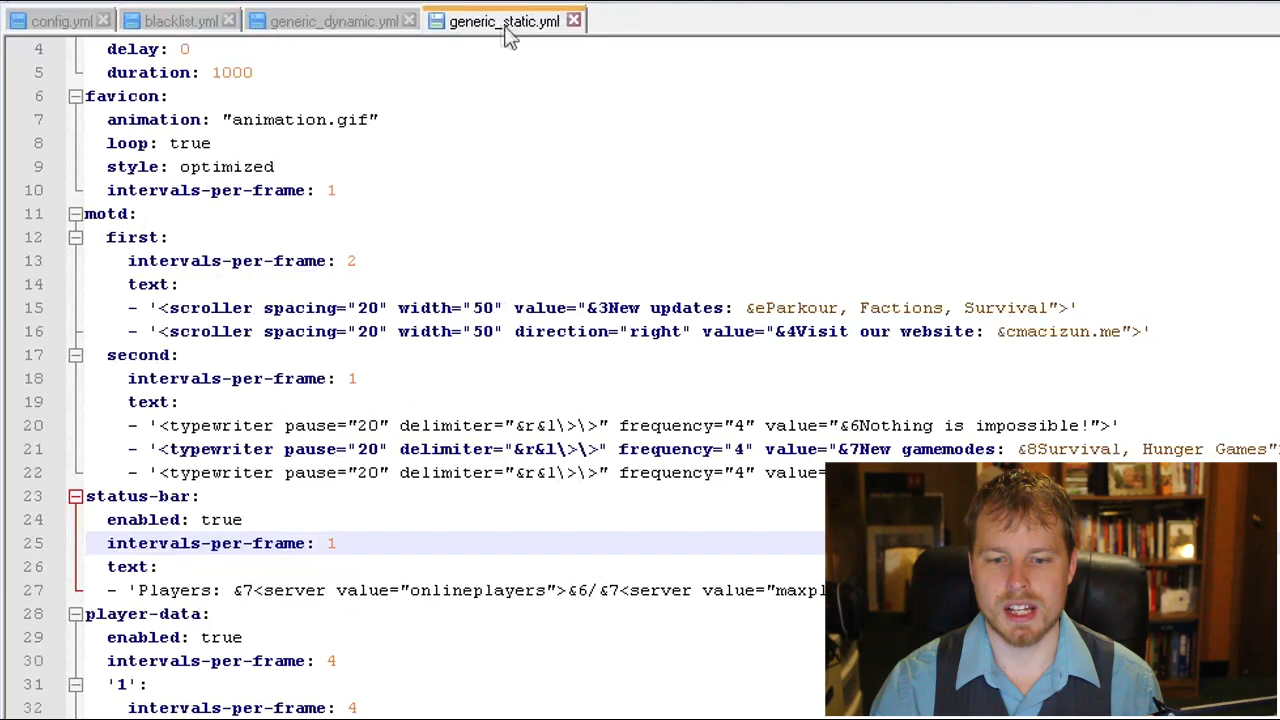 config.yml blacklist.yml generic_dynamic.yml generic_static.yml
4 delay: 0
5 duration: 1000
6 favicon:
7 animation: "animation.gif"
8 loop: true
9 style: optimized
10 intervals-per-frame: 1
11 motd:
12 first:
13 intervals-per-frame: 2
14 text:
15 - '<scroller spacing="20" width="50" value="&3New updates: &eParkour, Factions, Survival">'
16 - '<scroller spacing="20" width="50" direction="right" value="&4Visit our website: &cmacizun.me">'
17 second:
18 intervals-per-frame: 1
19 text:
20 - '<typewriter pause="20" delimiter="&r&l\>\>" frequency="4" value="&6Nothing is impossible!">'
21 - '<typewriter pause="20" delimiter="&r&l\>\>" frequency="4" value="&7New gamemodes: &8Survival, Hunger Games"
22 - '<typewriter pause="20" delimiter="&r&l\>\>" frequency="4" value=
23 status-bar:
24 enabled: true
25 intervals-per-frame: 1
26 text:
27 - 'Players: &7<server value="onlineplayers">&6/&7<server value="maxpl
28 player-data:
29 enabled: true
30 intervals-per-frame: 4
31 '1':
32 intervals-per-frame: 4